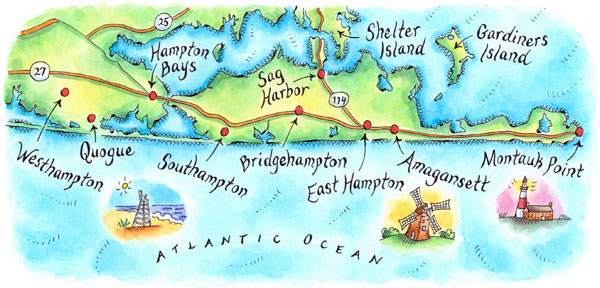 25
Shelter
Island
Gardiners
Island
Hampton
Bays
27
Sag
Harbor
114
Westhampton
Quogue
Southampton
Bridgehampton
East Hampton
Amagansett
Montauk Point
Atlantic Ocean